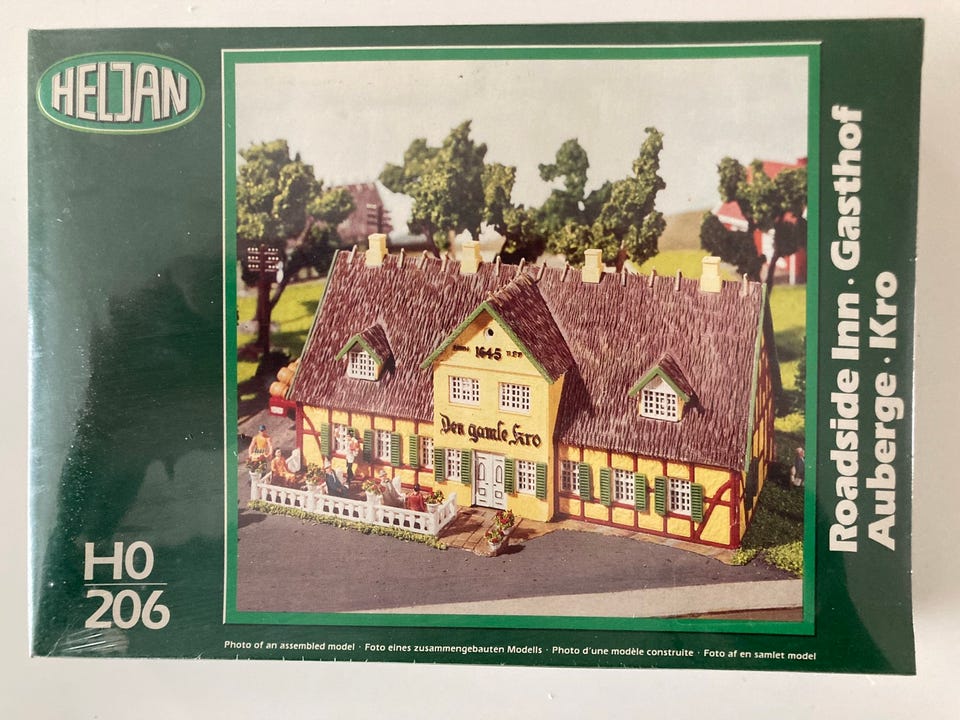 HELJAN
1645
Den gamle Kro
Roadside Inn · Gasthof
Auberge · Kro
H0
206
Photo of an assembled model · Foto eines zusammengebauten Modells · Photo d'une modèle construite · Foto af en samlet model